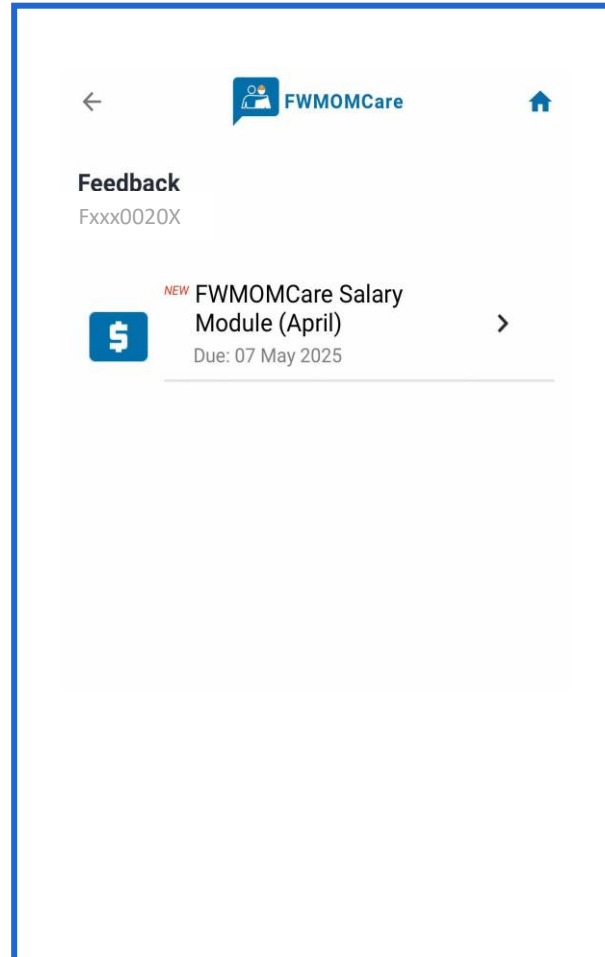 FWMOMCare
Feedback
Fxxx0020X
NEW FWMOMCare Salary
Module (April)
Due: 07 May 2025